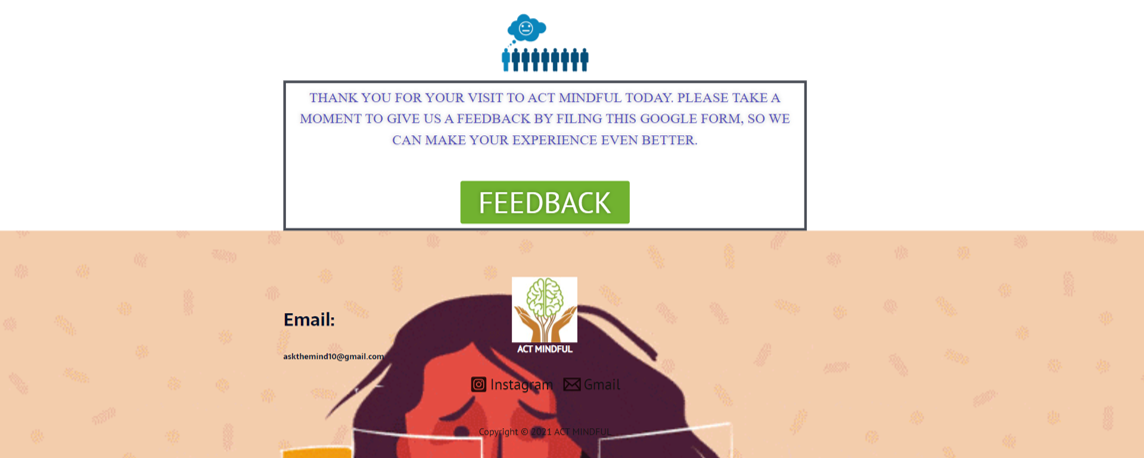 THANK YOU FOR YOUR VISIT TO ACT MINDFUL TODAY. PLEASE TAKE A
MOMENT TO GIVE US A FEEDBACK BY FILING THIS GOOGLE FORM, SO WE
CAN MAKE YOUR EXPERIENCE EVEN BETTER.
FEEDBACK
Email:
askthemind10@gmail.com
ACT MINDFUL
Instagram Gmail
Copyright © 2021 ACT MINDFUL